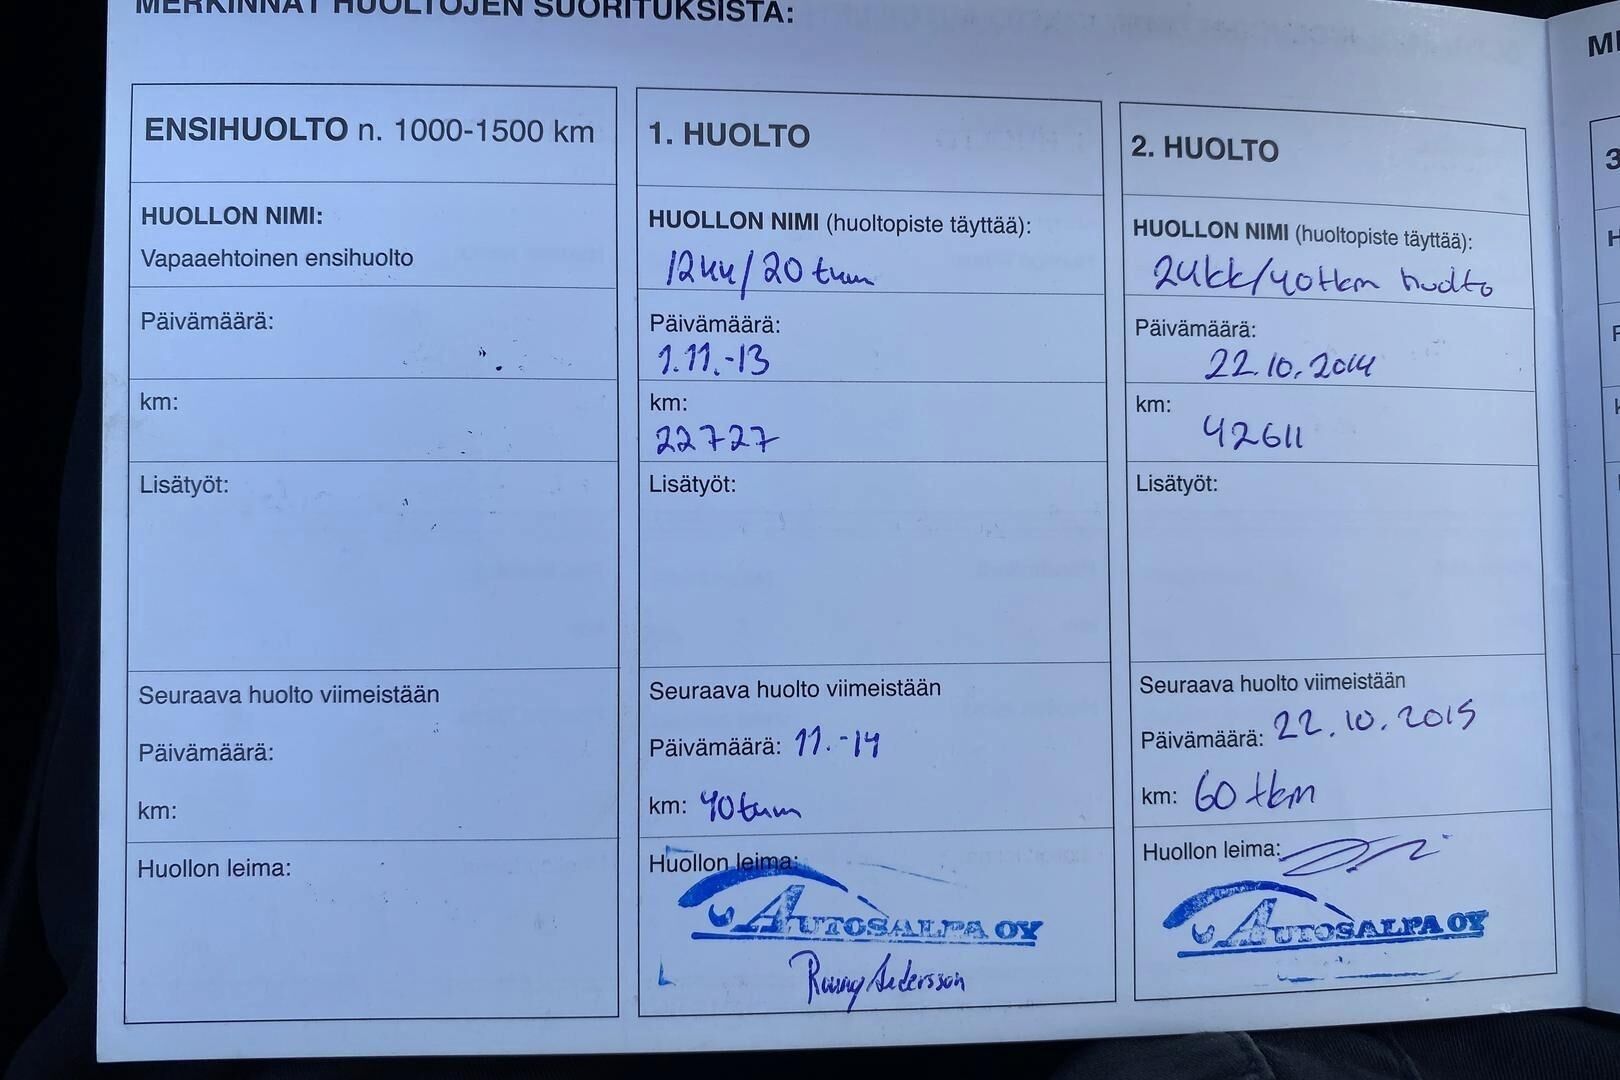 MERKINNÄT HUOLTOJEN SUORITUKSISTA:
ENSIHUOLTO n. 1000-1500 km
HUOLLON NIMI:
Vapaaehtoinen ensihuolto
Päivämäärä:
km:
Lisätyöt:
Seuraava huolto viimeistään
Päivämäärä:
km:
Huollon leima:
1. HUOLTO
HUOLLON NIMI (huoltopiste täyttää):
12kk/20 tkm
Päivämäärä:
1.11.-13
km:
22727
Lisätyöt:
Seuraava huolto viimeistään
Päivämäärä: 11.-14
km: 40tkm
Huollon leima:
AUTOSALPA OY
Ronny Andersson
2. HUOLTO
HUOLLON NIMI (huoltopiste täyttää):
24kk/40tkm huolto
Päivämäärä:
22.10.2014
km:
42611
Lisätyöt:
Seuraava huolto viimeistään
Päivämäärä: 22.10.2015
km: 60 tkm
Huollon leima:
AUTOSALPA OY
3